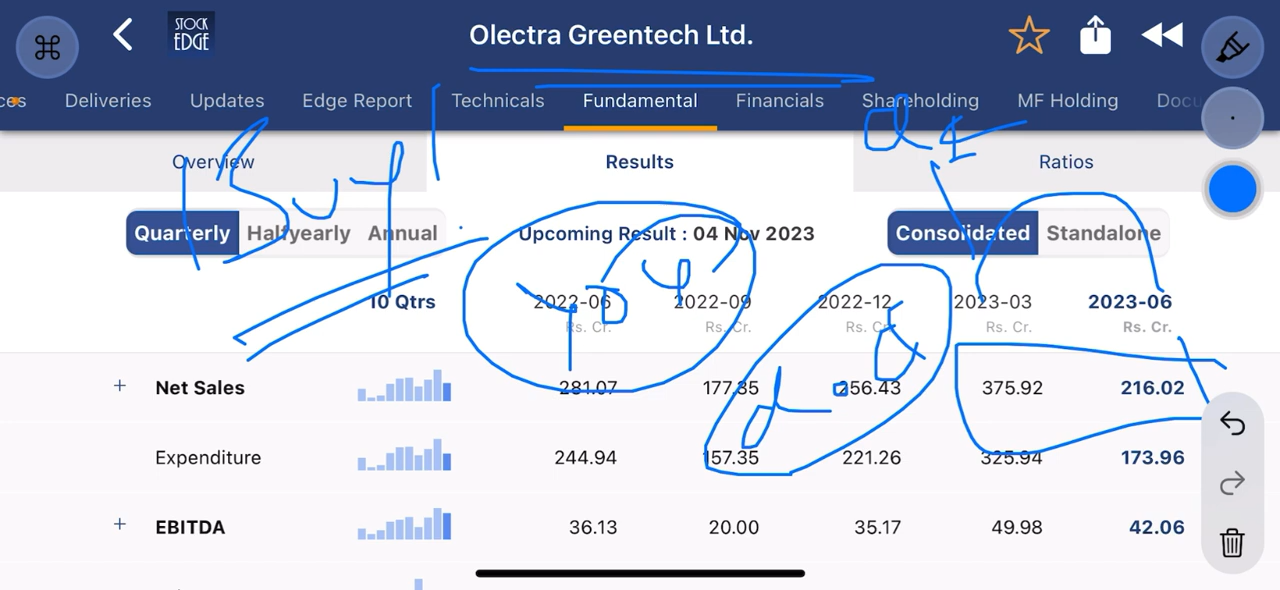 STOCK
EDGE
Olectra Greentech Ltd.
Deliveries Updates Edge Report Technicals Fundamental Financials Shareholding MF Holding Docu
Overview Results Ratios
Buy
Quarterly Halfyearly Annual Upcoming Result : 04 Nov 2023 Consolidated Standalone
10 Qtrs 2022-06 2022-09 2022-12 2023-03 2023-06
Rs. Cr. Rs. Cr. Rs. Cr. Rs. Cr. Rs. Cr.
Net Sales 281.07 177.35 256.43 375.92 216.02
Expenditure 244.94 157.35 221.26 325.94 173.96
EBITDA 36.13 20.00 35.17 49.98 42.06